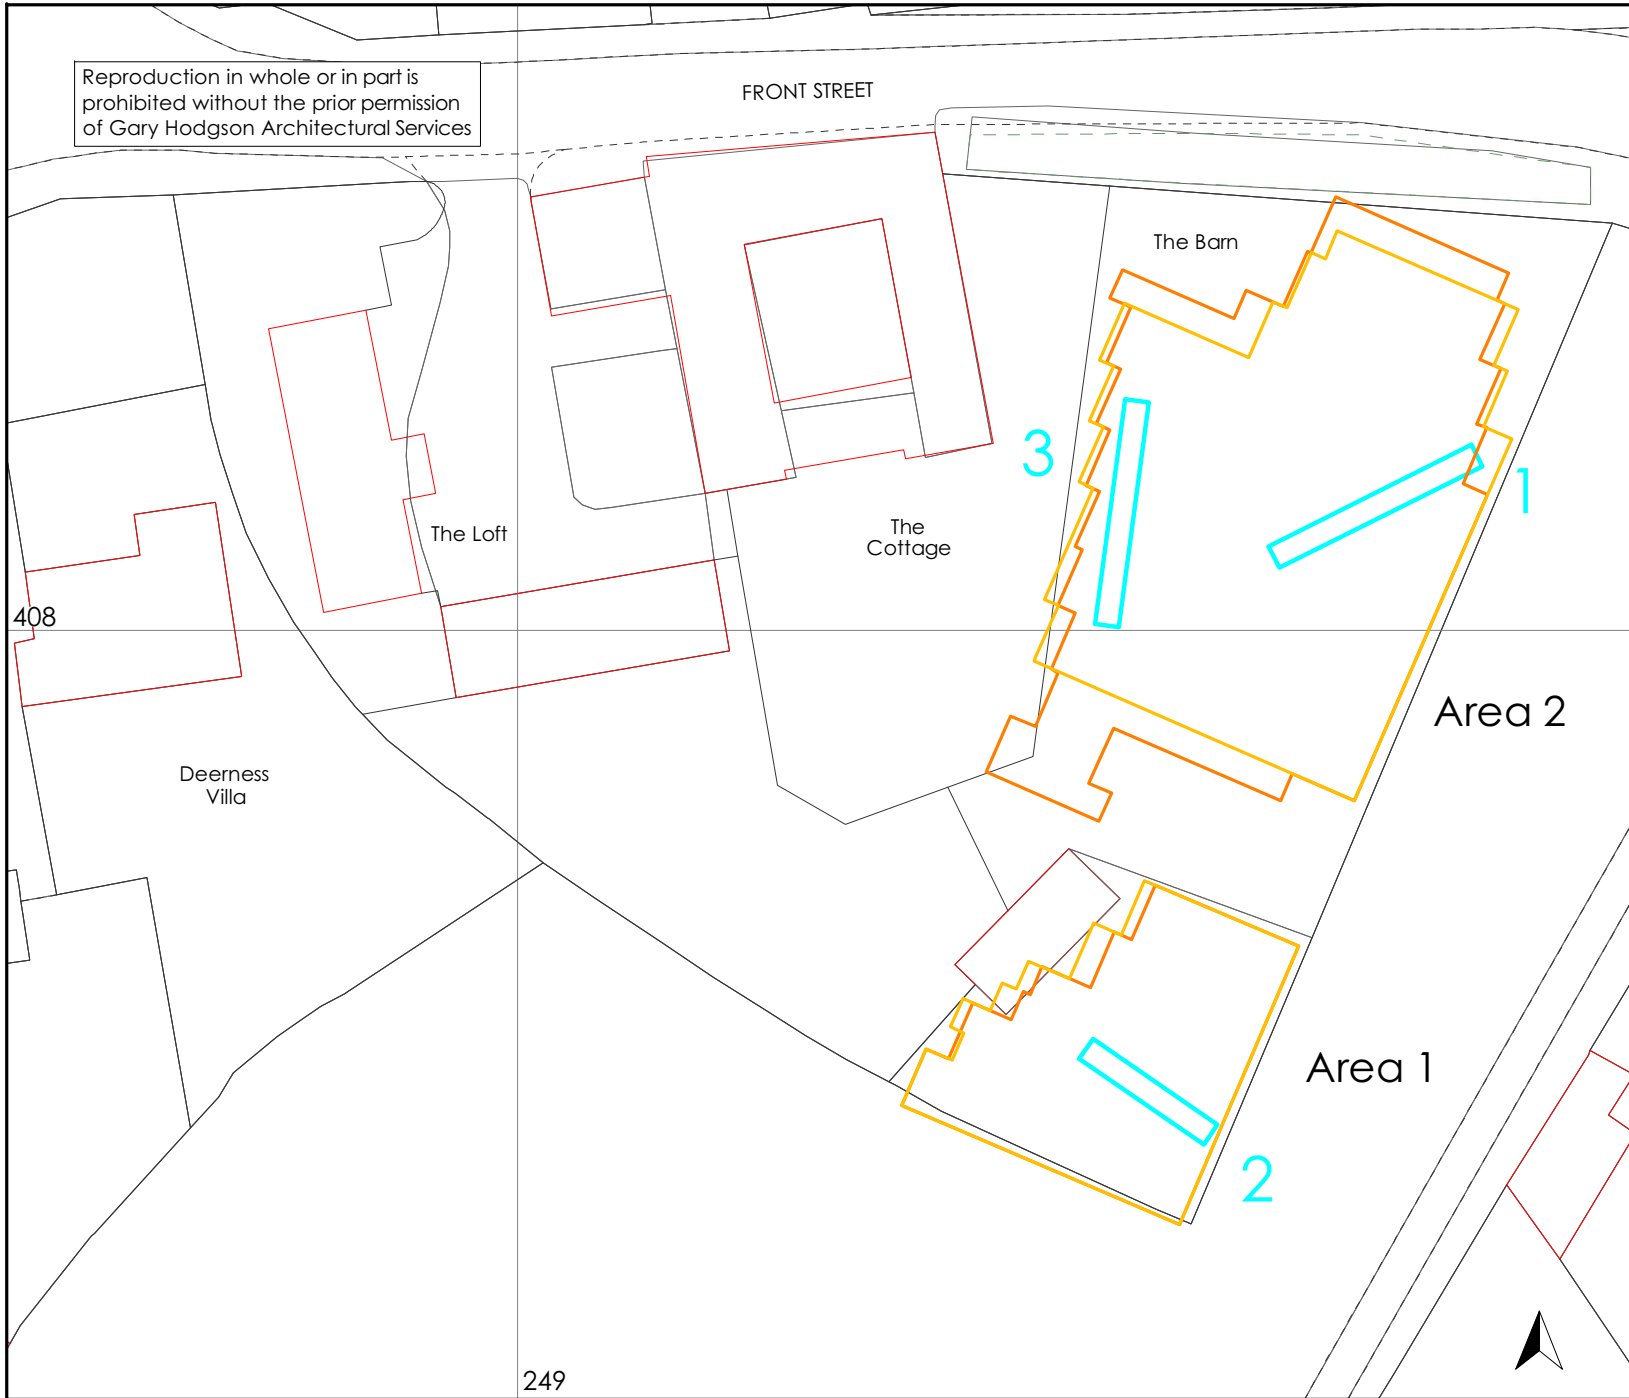 Reproduction in whole or in part is
prohibited without the prior permission
of Gary Hodgson Architectural Services
FRONT STREET
The Barn
3
1
The Loft
The
Cottage
408
Area 2
Deerness
Villa
Area 1
2
249